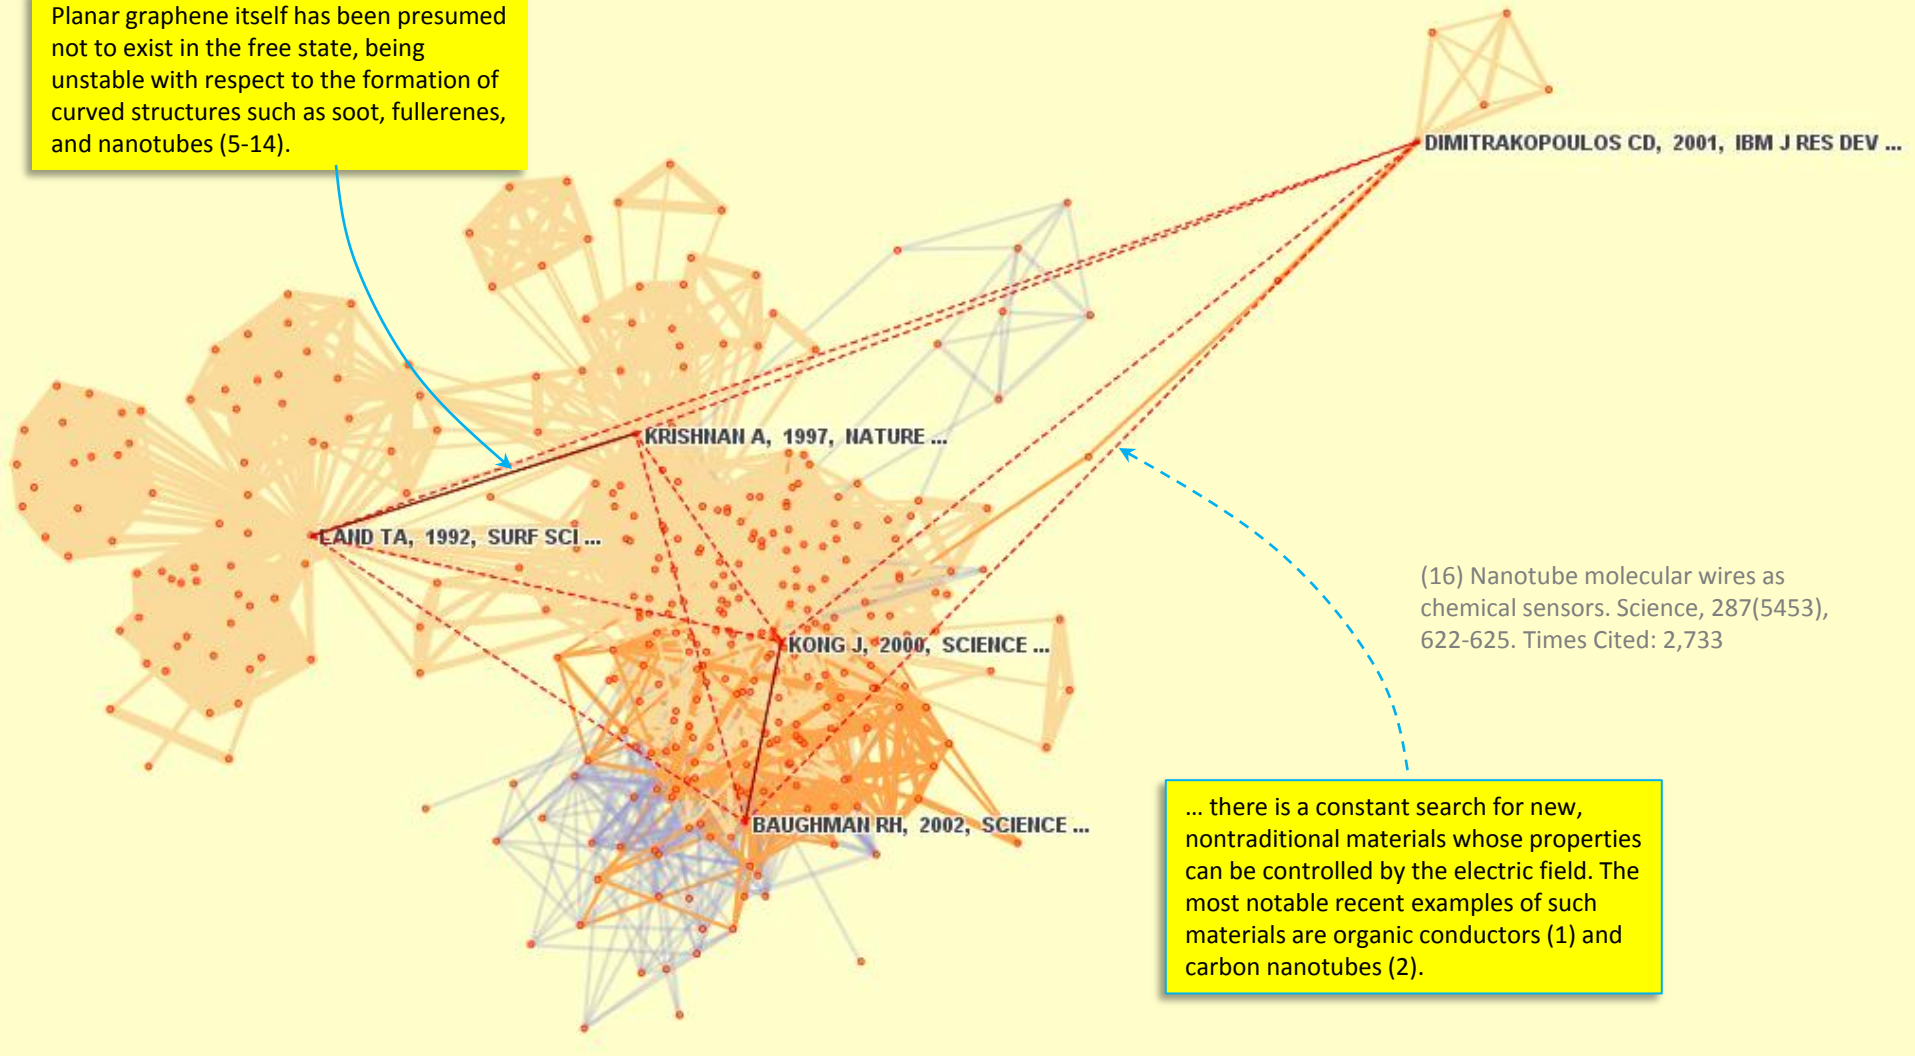 Planar graphene itself has been presumed
not to exist in the free state, being
unstable with respect to the formation of
curved structures such as soot, fullerenes,
and nanotubes (5-14).
DIMITRAKOPOULOS CD, 2001, IBM J RES DEV ...
KRISHNAN A, 1997, NATURE ...
LAND TA, 1992, SURF SCI ...
(16) Nanotube molecular wires as
chemical sensors. Science, 287(5453),
622-625. Times Cited: 2,733
KONG J, 2000, SCIENCE ...
BAUGHMAN RH, 2002, SCIENCE ...
... there is a constant search for new,
nontraditional materials whose properties
can be controlled by the electric field. The
most notable recent examples of such
materials are organic conductors (1) and
carbon nanotubes (2).